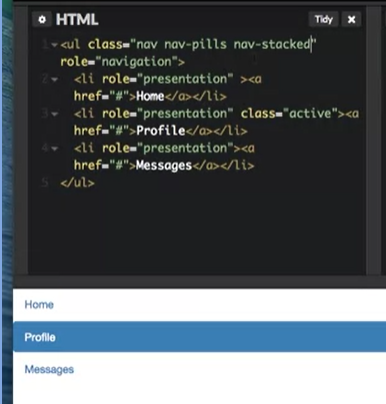 HTML
Tidy
1 <ul class="nav nav-pills nav-stacked"
role="navigation">
2 <li role="presentation" ><a
href="#">Home</a></li>
3 <li role="presentation" class="active"><a
href="#">Profile</a></li>
4 <li role="presentation"><a
href="#">Messages</a></li>
5 </ul>
Home
Profile
Messages